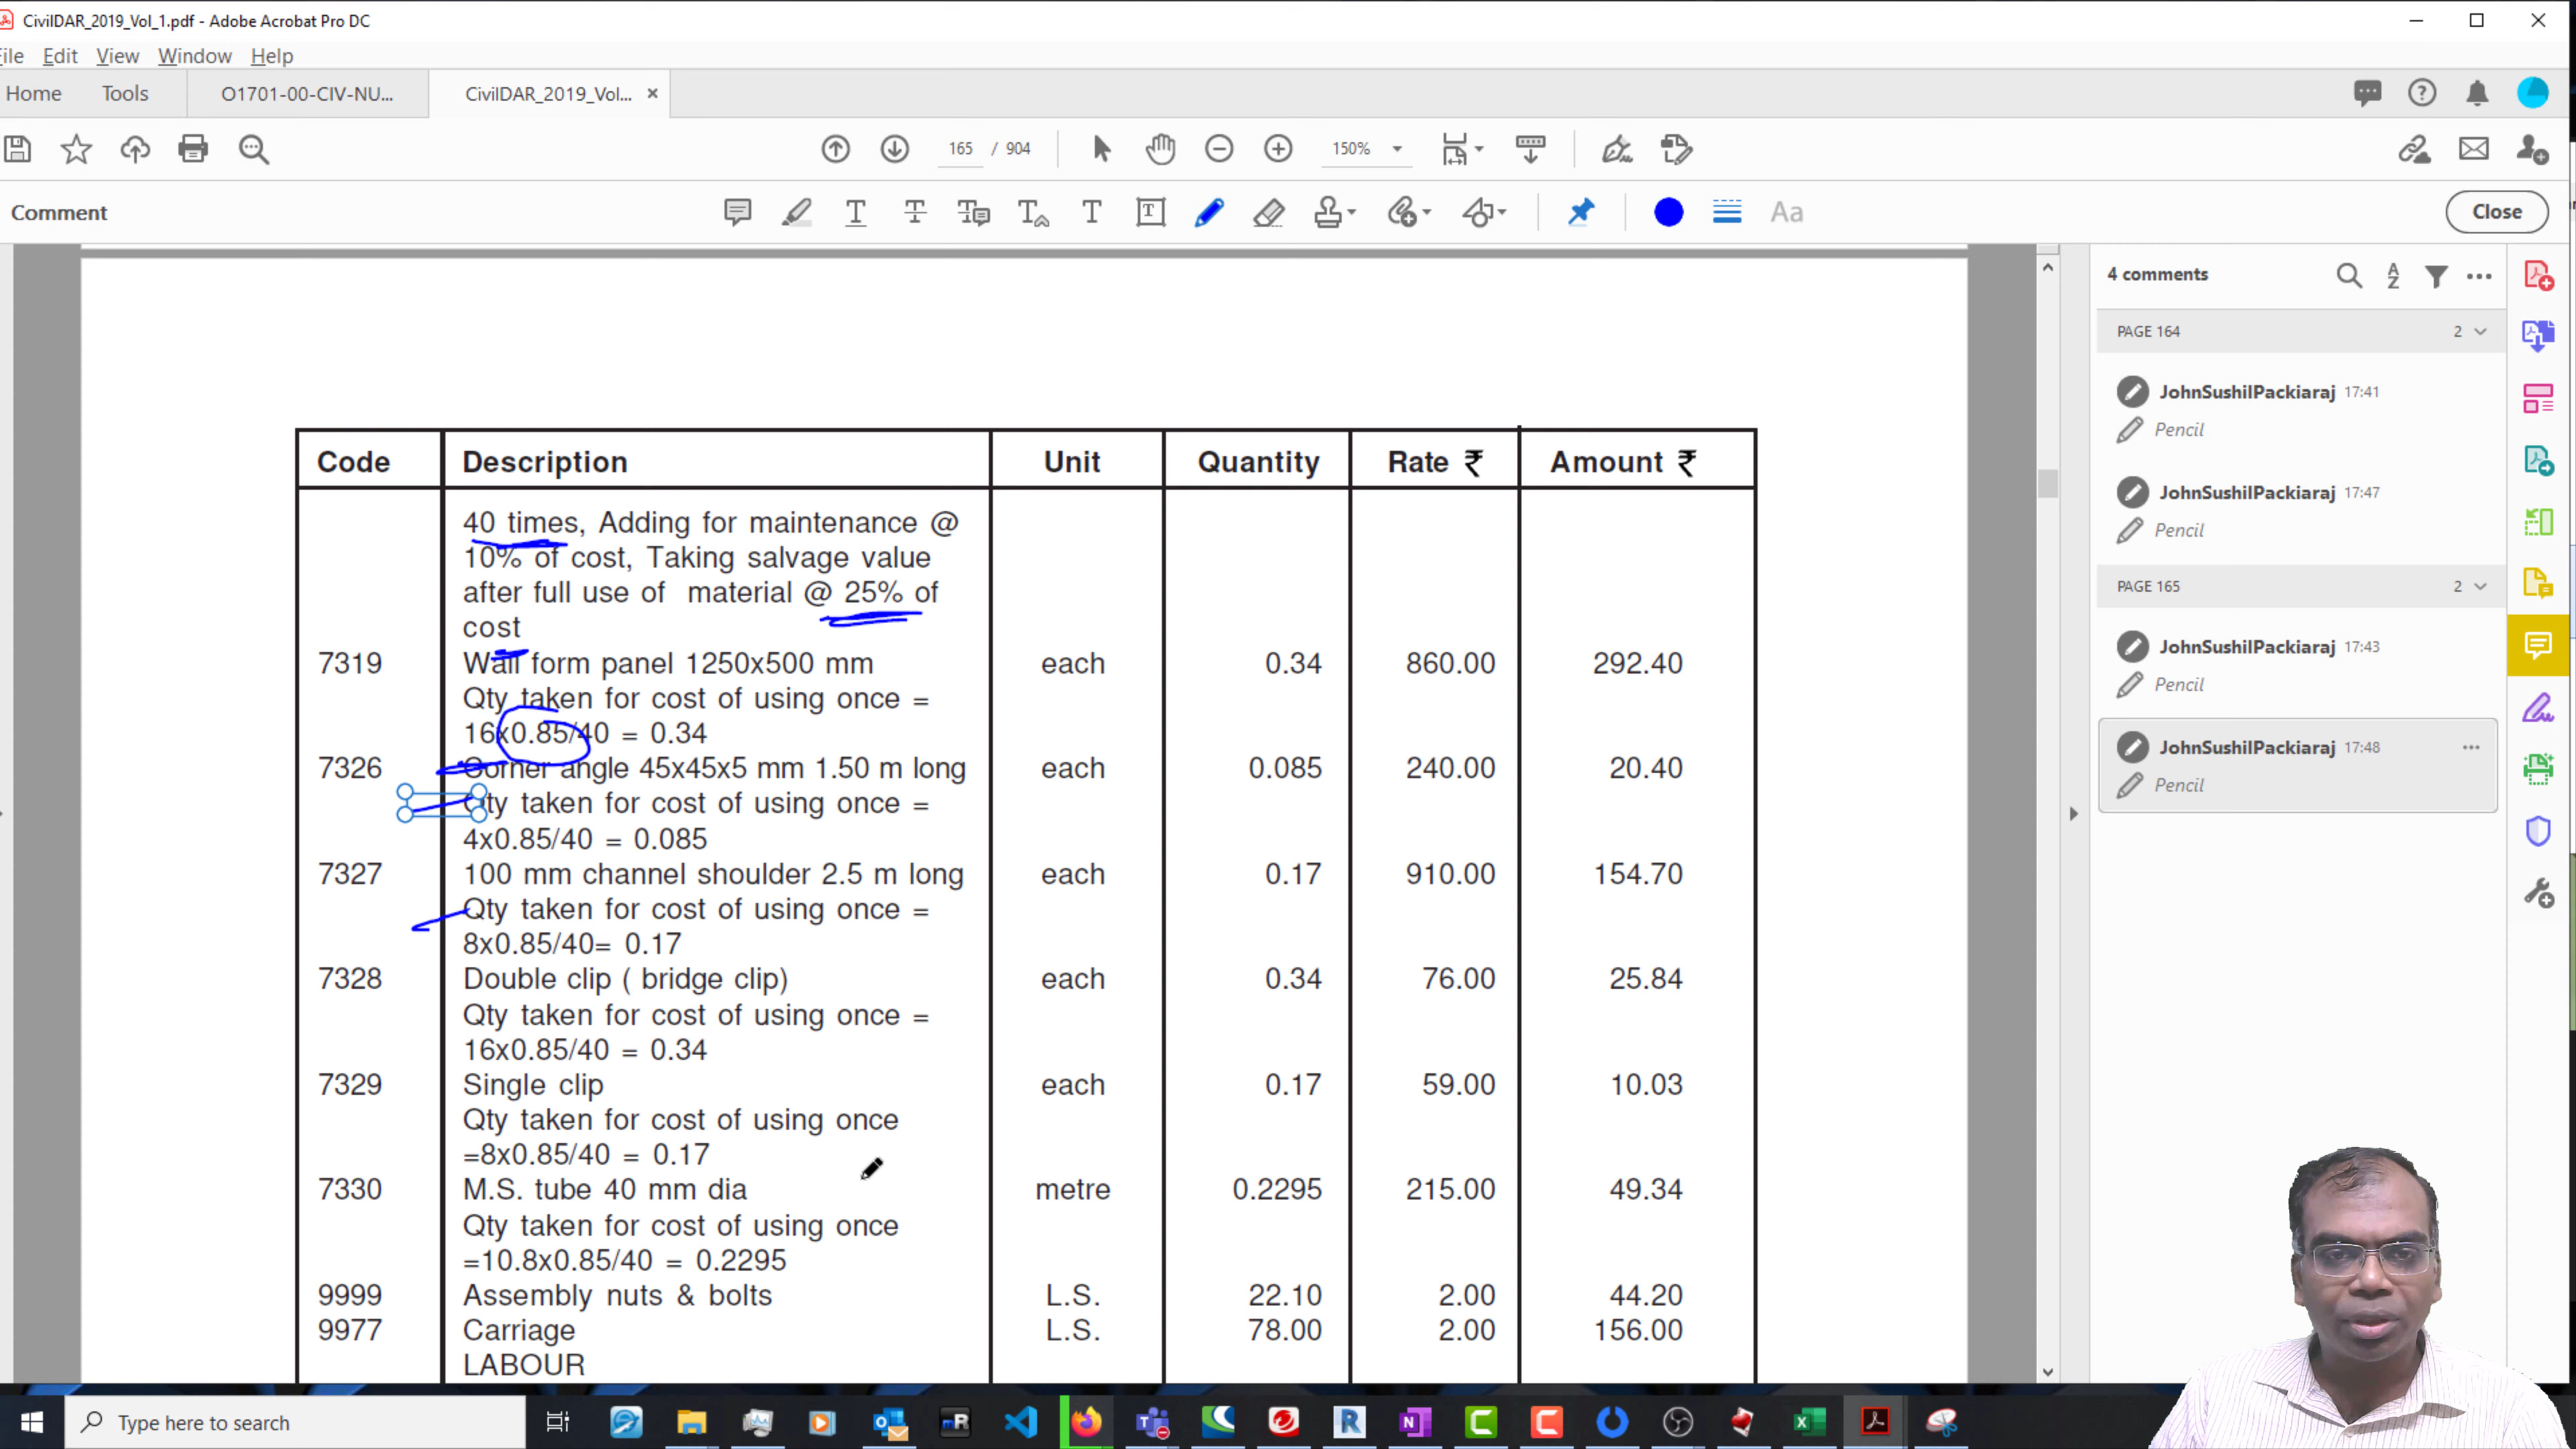 CivilDAR_2019_Vol_1.pdf - Adobe Acrobat Pro DC
File Edit View Window Help
Home Tools O1701-00-CIV-NU... CivilDAR_2019_Vol... ×
165 / 904 150%
Comment Aa Close
4 comments
PAGE 164 2
JohnSushilPackiaraj 17:41
Pencil
JohnSushilPackiaraj 17:47
Pencil
PAGE 165 2
JohnSushilPackiaraj 17:43
Pencil
JohnSushilPackiaraj 17:48
Pencil
Code Description Unit Quantity Rate ₹ Amount ₹
40 times, Adding for maintenance @
10% of cost, Taking salvage value
after full use of material @ 25% of
cost
7319 Wall form panel 1250x500 mm each 0.34 860.00 292.40
Qty taken for cost of using once =
16x0.85/40 = 0.34
7326 Corner angle 45x45x5 mm 1.50 m long each 0.085 240.00 20.40
Qty taken for cost of using once =
4x0.85/40 = 0.085
7327 100 mm channel shoulder 2.5 m long each 0.17 910.00 154.70
Qty taken for cost of using once =
8x0.85/40= 0.17
7328 Double clip ( bridge clip) each 0.34 76.00 25.84
Qty taken for cost of using once =
16x0.85/40 = 0.34
7329 Single clip each 0.17 59.00 10.03
Qty taken for cost of using once
=8x0.85/40 = 0.17
7330 M.S. tube 40 mm dia metre 0.2295 215.00 49.34
Qty taken for cost of using once
=10.8x0.85/40 = 0.2295
9999 Assembly nuts & bolts L.S. 22.10 2.00 44.20
9977 Carriage L.S. 78.00 2.00 156.00
LABOUR
Type here to search